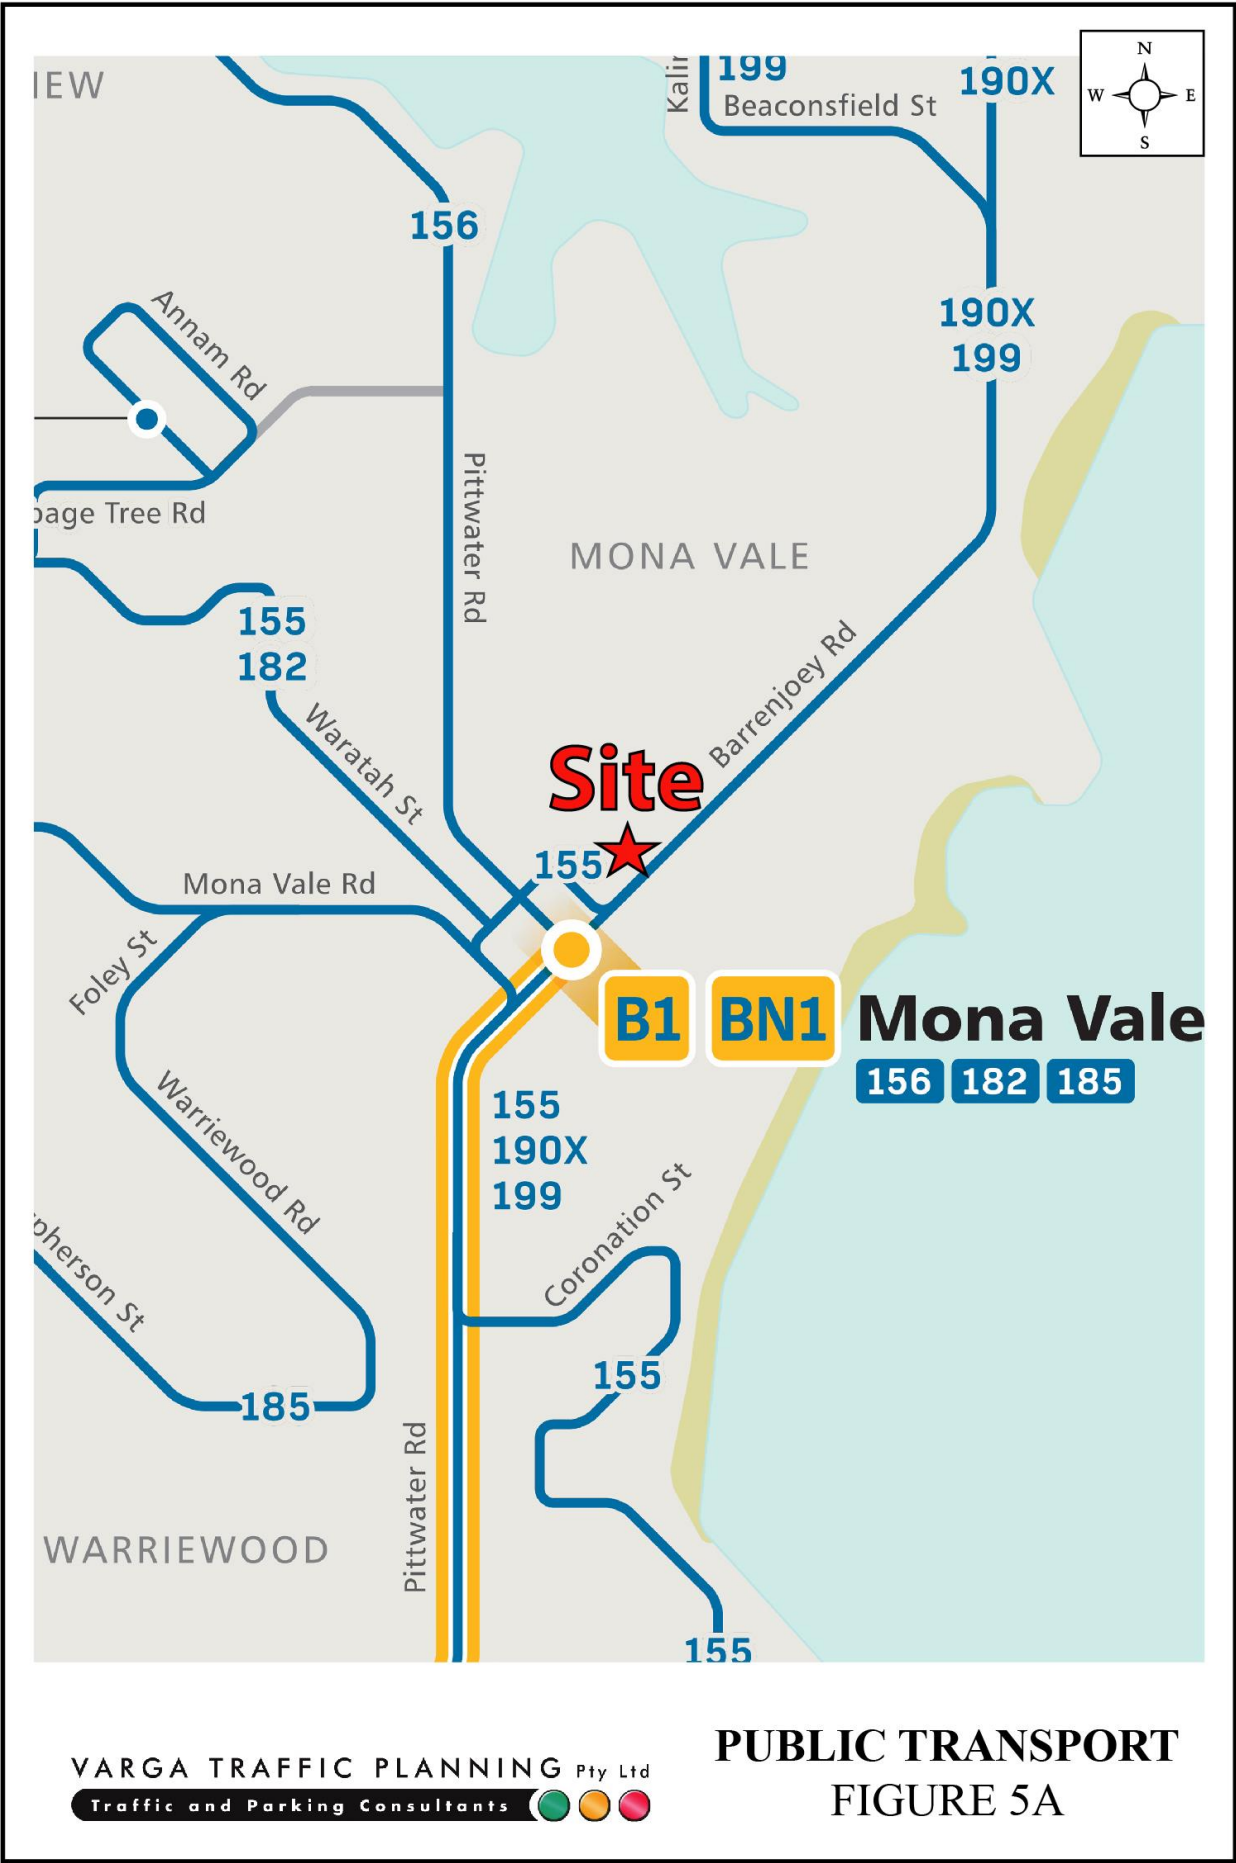 N
W E
S
IEW
Kalir
199
190X
Beaconsfield St
156
190X
199
Annam Rd
page Tree Rd
Pittwater Rd
MONA VALE
155
182
Waratah St
Barrenjoey Rd
Site
155
Mona Vale Rd
Foley St
B1 BN1 Mona Vale
156 182 185
Warriewood Rd
155
190X
199
Coronation St
pherson St
155
185
Pittwater Rd
WARRIEWOOD
155
VARGA TRAFFIC PLANNING Pty Ltd
Traffic and Parking Consultants
PUBLIC TRANSPORT
FIGURE 5A